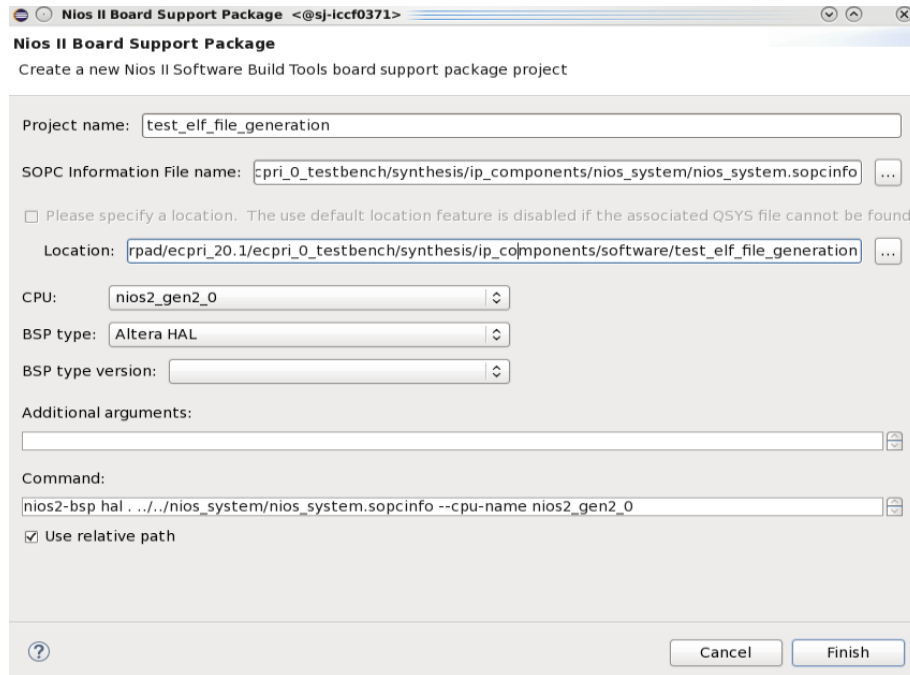 Nios II Board Support Package <@sj-iccf0371>
Nios II Board Support Package
Create a new Nios II Software Build Tools board support package project
Project name: test_elf_file_generation
SOPC Information File name: cpri_0_testbench/synthesis/ip_components/nios_system/nios_system.sopcinfo ...
Please specify a location. The use default location feature is disabled if the associated QSYS file cannot be found
Location: rpad/ecpri_20.1/ecpri_0_testbench/synthesis/ip_components/software/test_elf_file_generation ...
CPU: nios2_gen2_0
BSP type: Altera HAL
BSP type version:
Additional arguments:
Command:
nios2-bsp hal . ../../nios_system/nios_system.sopcinfo --cpu-name nios2_gen2_0
Use relative path
? Cancel Finish